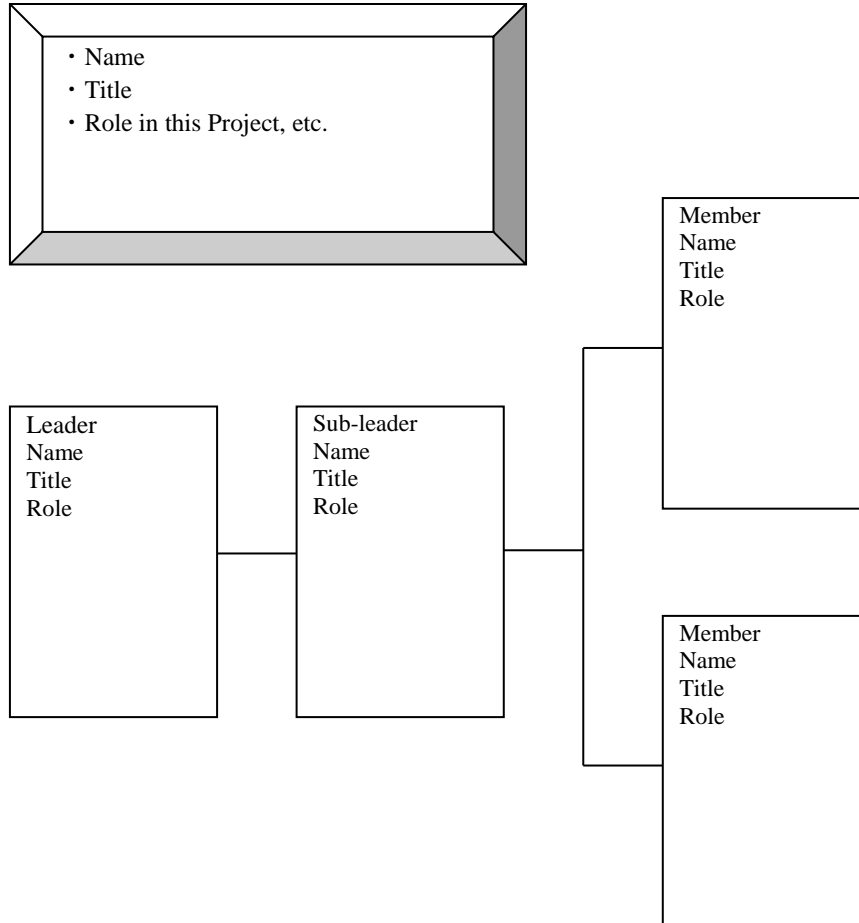 ・Name
・Title
・Role in this Project, etc.
Leader
Name
Title
Role
Sub-leader
Name
Title
Role
Member
Name
Title
Role
Member
Name
Title
Role